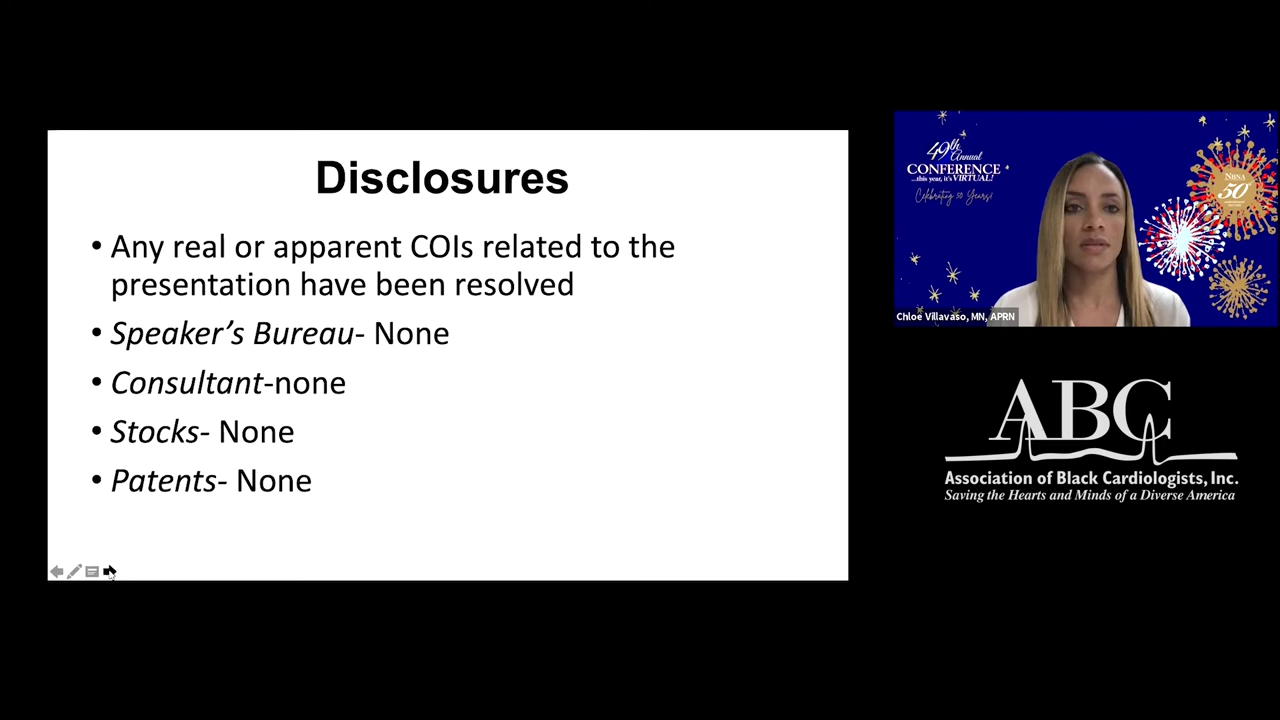 Disclosures
• Any real or apparent COIs related to the
presentation have been resolved
• Speaker’s Bureau- None
• Consultant-none
• Stocks- None
• Patents- None
49th Annual
CONFERENCE
...this year, it's VIRTUAL!
Celebrating 50 Years!
NBNA
50
Chloe Villavaso, MN, APRN
ABC
Association of Black Cardiologists, Inc.
Saving the Hearts and Minds of a Diverse America